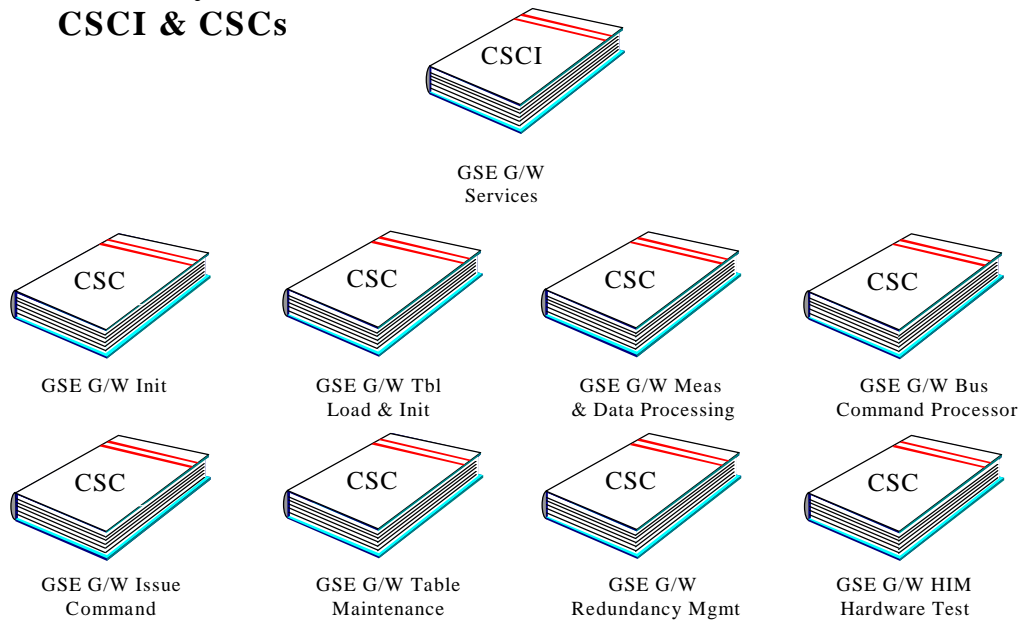 CSCI & CSCs
CSCI
GSE G/W
Services
CSC
CSC
CSC
CSC
GSE G/W Init
GSE G/W Tbl
Load & Init
GSE G/W Meas
& Data Processing
GSE G/W Bus
Command Processor
CSC
CSC
CSC
CSC
GSE G/W Issue
Command
GSE G/W Table
Maintenance
GSE G/W
Redundancy Mgmt
GSE G/W HIM
Hardware Test